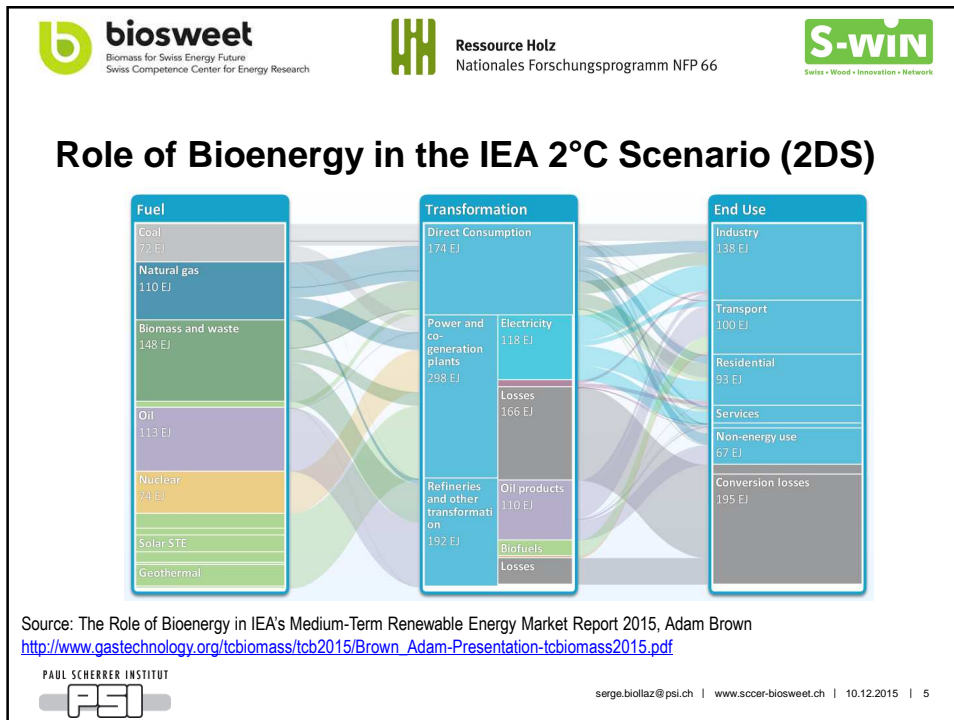 biosweet
Biomass for Swiss Energy Future
Swiss Competence Center for Energy Research
Ressource Holz
Nationales Forschungsprogramm NFP 66
S-WiN
Swiss • Wood • Innovation • Network
Role of Bioenergy in the IEA 2°C Scenario (2DS)
Fuel
Coal
72 EJ
Natural gas
110 EJ
Biomass and waste
148 EJ
Oil
113 EJ
Nuclear
74 EJ
Solar STE
Geothermal
Transformation
Direct Consumption
174 EJ
Power and
co-
generation
plants
298 EJ
Electricity
118 EJ
Losses
166 EJ
Refineries
and other
transformati
on
192 EJ
Oil products
110 EJ
Biofuels
Losses
End Use
Industry
138 EJ
Transport
100 EJ
Residential
93 EJ
Services
Non-energy use
67 EJ
Conversion losses
195 EJ
Source: The Role of Bioenergy in IEA's Medium-Term Renewable Energy Market Report 2015, Adam Brown
http://www.gastechnology.org/tcbiomass/tcb2015/Brown_Adam-Presentation-tcbiomass2015.pdf
PAUL SCHERRER INSTITUT
PSI
serge.biollaz@psi.ch | www.sccer-biosweet.ch | 10.12.2015 | 5